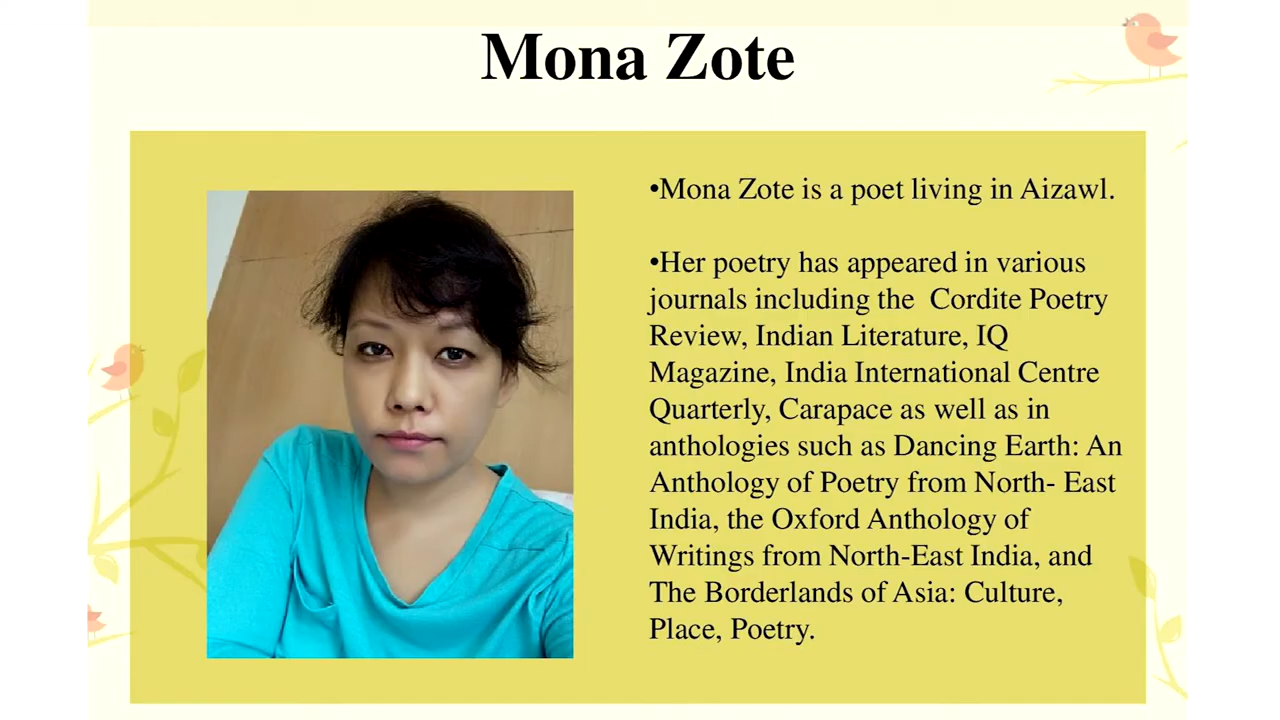 Mona Zote
•Mona Zote is a poet living in Aizawl.
•Her poetry has appeared in various
journals including the  Cordite Poetry
Review, Indian Literature, IQ
Magazine, India International Centre
Quarterly, Carapace as well as in
anthologies such as Dancing Earth: An
Anthology of Poetry from North- East
India, the Oxford Anthology of
Writings from North-East India, and
The Borderlands of Asia: Culture,
Place, Poetry.